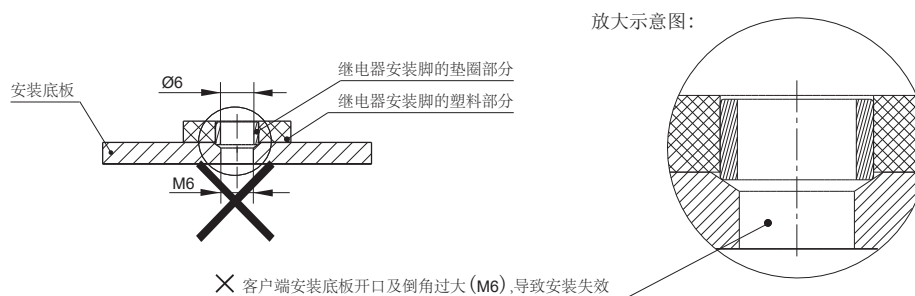 放大示意图：
Ø6
继电器安装脚的垫圈部分
安装底板
继电器安装脚的塑料部分
M6
✕ 客户端安装底板开口及倒角过大（M6）,导致安装失效